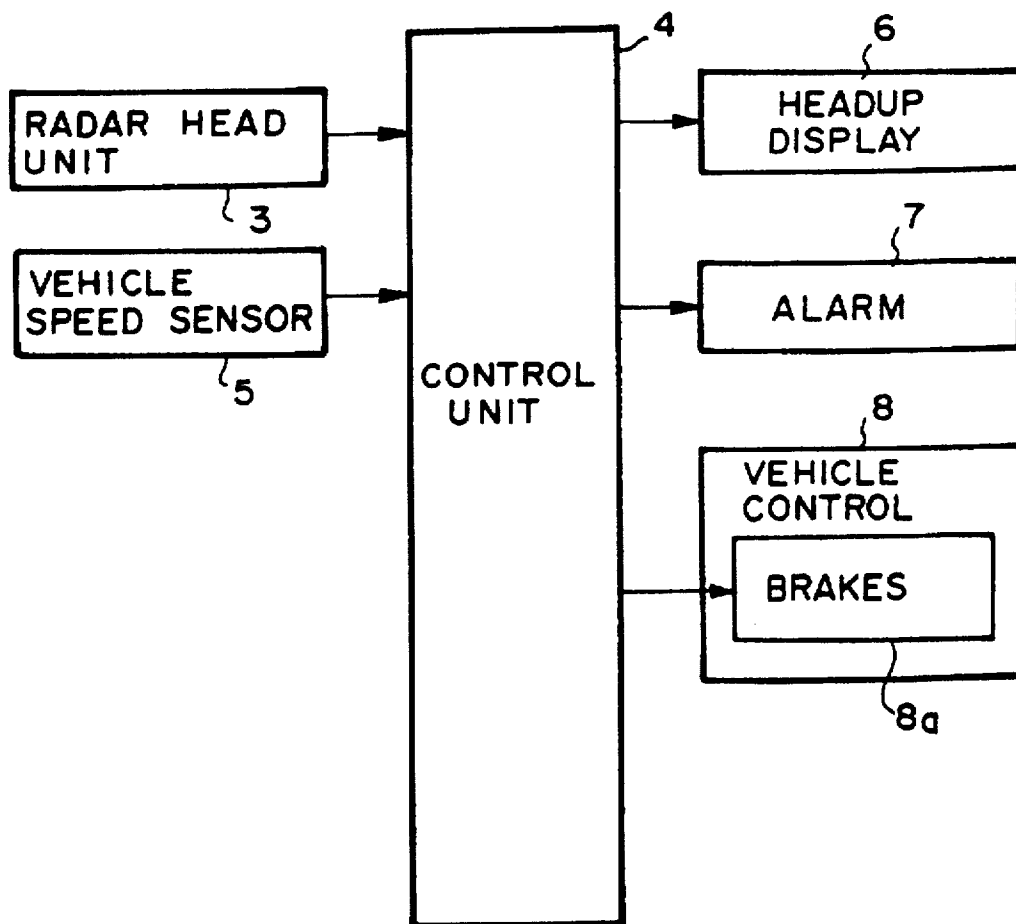 4
6
RADAR HEAD
UNIT
3
HEADUP
DISPLAY
VEHICLE
SPEED SENSOR
5
7
ALARM
CONTROL
UNIT
8
VEHICLE
CONTROL
BRAKES
8a